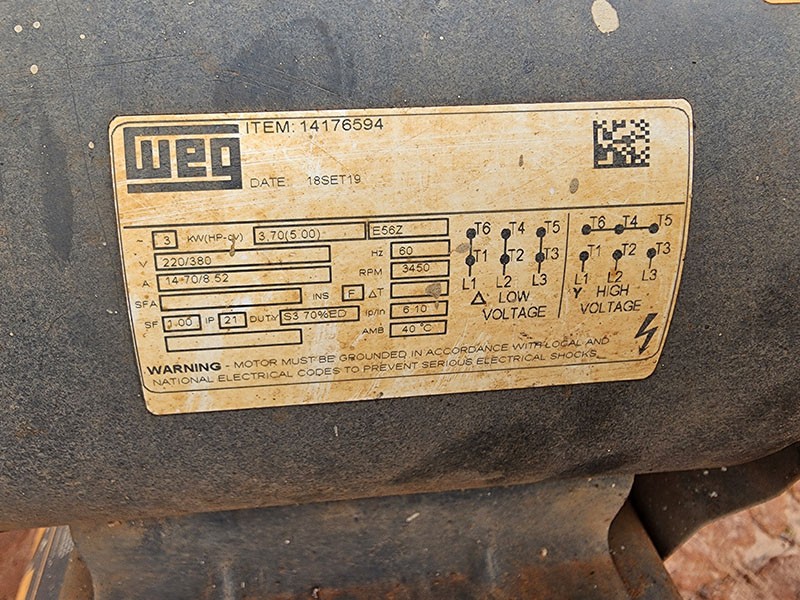 WEG ITEM: 14176594
DATE: 18SET19
~ 3 KW(HP-cv) 3,70(5.00) E56Z
V 220/380 Hz 60
A 14.70/8.52 RPM 3450
SFA INS F ΔT
SF 1.00 IP 21 DUTY S3 70%ED Ip/In 6.10
AMB 40 °C
T6 T4 T5
T1 T2 T3
L1 L2 L3
Δ LOW
VOLTAGE
T6 T4 T5
T1 T2 T3
L1 L2 L3
Y HIGH
VOLTAGE
WARNING - MOTOR MUST BE GROUNDED IN ACCORDANCE WITH LOCAL AND
NATIONAL ELECTRICAL CODES TO PREVENT SERIOUS ELECTRICAL SHOCKS.